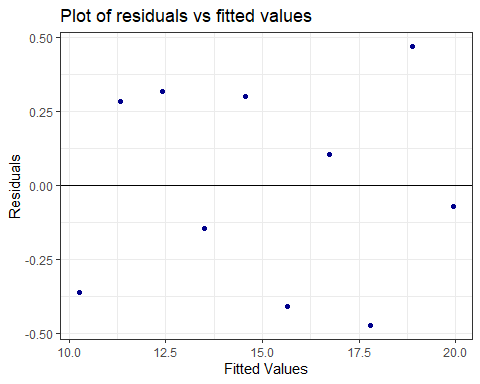 Plot of residuals vs fitted values
0.50
0.25
0.00
-0.25
-0.50
Residuals
10.0 12.5 15.0 17.5 20.0
Fitted Values